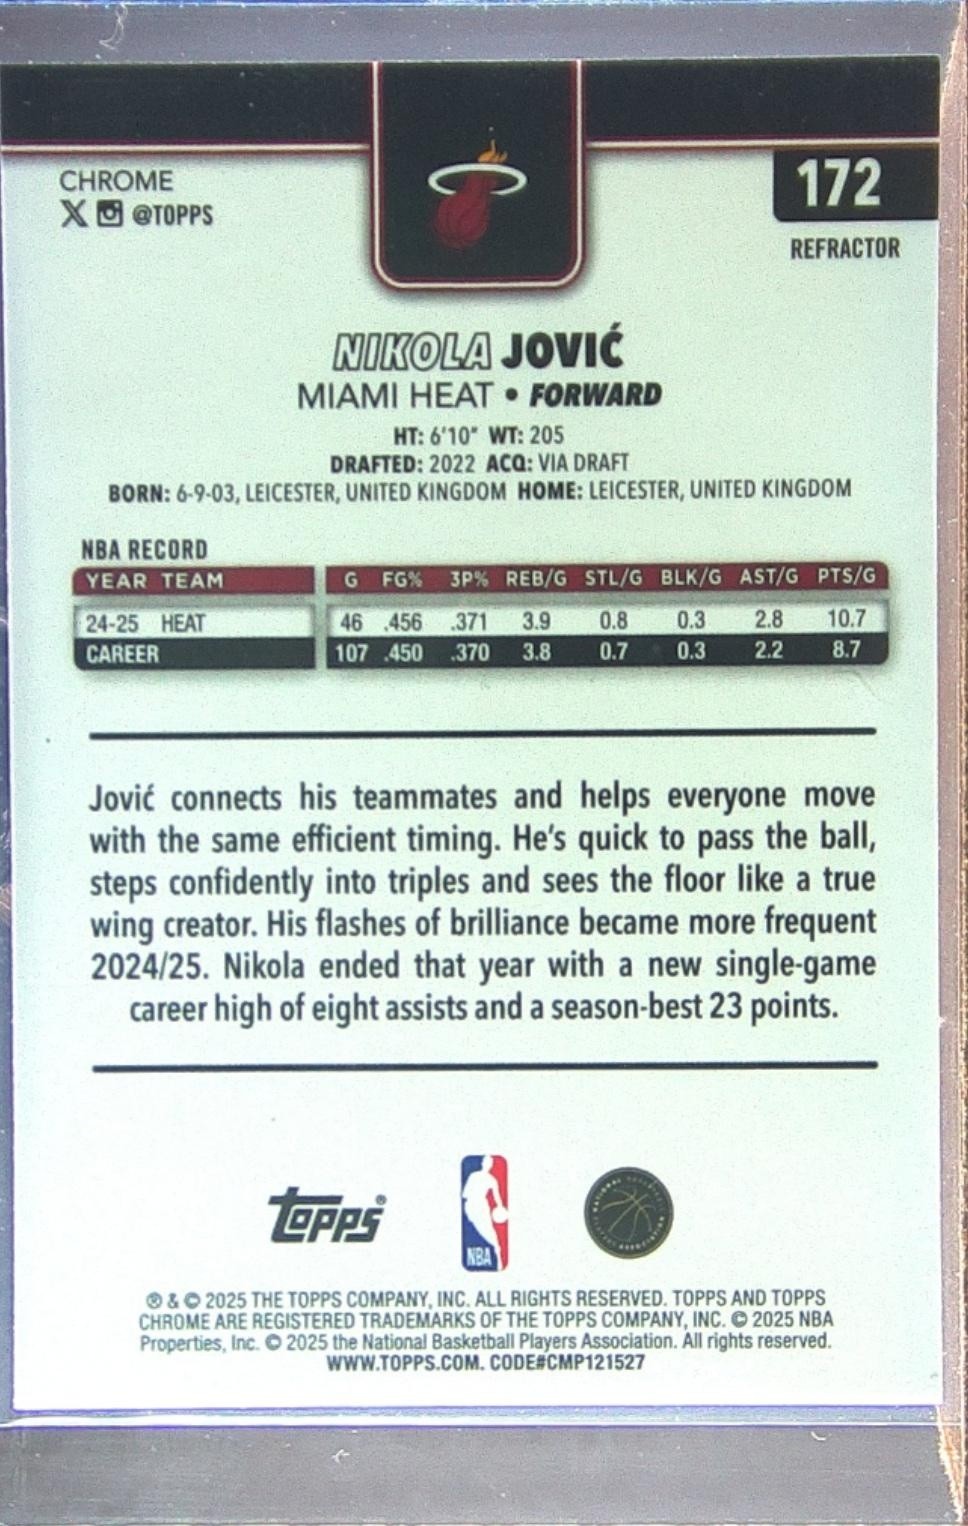 CHROME
X @TOPPS
172
REFRACTOR
NIKOLA JOVIĆ
MIAMI HEAT • FORWARD
HT: 6'10" WT: 205
DRAFTED: 2022 ACQ: VIA DRAFT
BORN: 6-9-03, LEICESTER, UNITED KINGDOM HOME: LEICESTER, UNITED KINGDOM
NBA RECORD
YEAR TEAM G FG% 3P% REB/G STL/G BLK/G AST/G PTS/G
24-25 HEAT 46 .456 .371 3.9 0.8 0.3 2.8 10.7
CAREER 107 .450 .370 3.8 0.7 0.3 2.2 8.7
Jović connects his teammates and helps everyone move
with the same efficient timing. He's quick to pass the ball,
steps confidently into triples and sees the floor like a true
wing creator. His flashes of brilliance became more frequent
2024/25. Nikola ended that year with a new single-game
career high of eight assists and a season-best 23 points.
Topps®
NBA
NATIONAL BASKETBALL PLAYERS ASSOCIATION
® & © 2025 THE TOPPS COMPANY, INC. ALL RIGHTS RESERVED. TOPPS AND TOPPS
CHROME ARE REGISTERED TRADEMARKS OF THE TOPPS COMPANY, INC. © 2025 NBA
Properties, Inc. © 2025 the National Basketball Players Association. All rights reserved.
WWW.TOPPS.COM. CODE#CMP121527